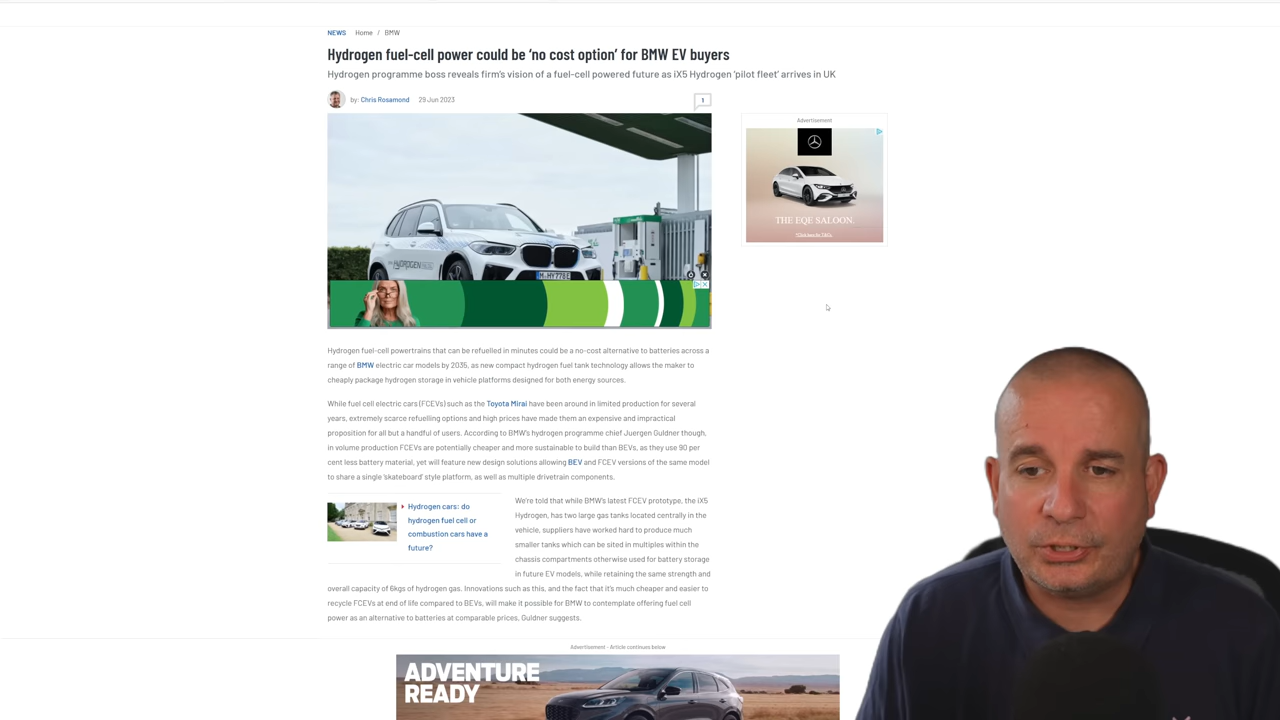 NEWS Home / BMW
Hydrogen fuel-cell power could be ‘no cost option’ for BMW EV buyers
Hydrogen programme boss reveals firm’s vision of a fuel-cell powered future as iX5 Hydrogen ‘pilot fleet’ arrives in UK
by: Chris Rosamond 29 Jun 2023
1
Advertisement
THE EQE SALOON.
HYDROGEN
Hydrogen fuel-cell powertrains that can be refuelled in minutes could be a no-cost alternative to batteries across a
range of BMW electric car models by 2035, as new compact hydrogen fuel tank technology allows the maker to
cheaply package hydrogen storage in vehicle platforms designed for both energy sources.
While fuel cell electric cars (FCEVs) such as the Toyota Mirai have been around in limited production for several
years, extremely scarce refuelling options and high prices have made them an expensive and impractical
proposition for all but a handful of users. According to BMW’s hydrogen programme chief Juergen Guldner though,
in volume production FCEVs are potentially cheaper and more sustainable to build than BEVs, as they use 90 per
cent less battery material, yet will feature new design solutions allowing BEV and FCEV versions of the same model
to share a single ‘skateboard’ style platform, as well as multiple drivetrain components.
Hydrogen cars: do
hydrogen fuel cell or
combustion cars have a
future?
We’re told that while BMW’s latest FCEV prototype, the iX5
Hydrogen, has two large gas tanks located centrally in the
vehicle, suppliers have worked hard to produce much
smaller tanks which can be sited in multiples within the
chassis compartments otherwise used for battery storage
in future EV models, while retaining the same strength and
overall capacity of 6kgs of hydrogen gas. Innovations such as this, and the fact that it’s much cheaper and easier to
recycle FCEVs at end of life compared to BEVs, will make it possible for BMW to contemplate offering fuel cell
power as an alternative to batteries at comparable prices, Guldner suggests.
Advertisement - Article continues below
ADVENTURE
READY